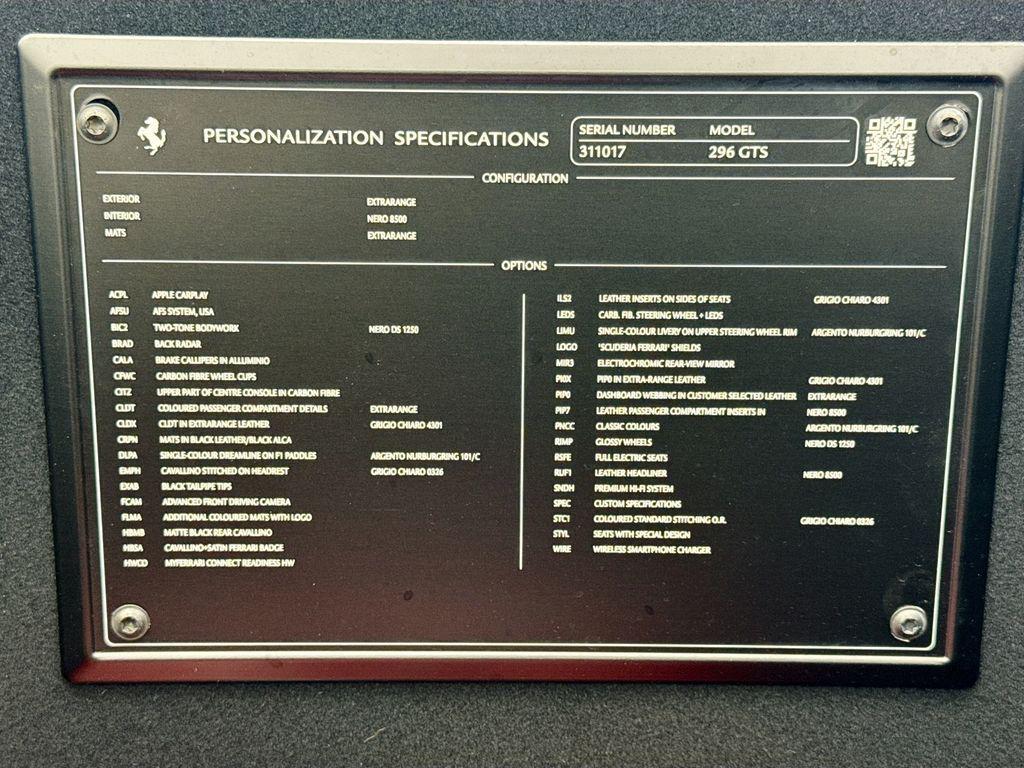 PERSONALIZATION SPECIFICATIONS
SERIAL NUMBER MODEL
311017 296 GTS
CONFIGURATION
EXTERIOR EXTRARANGE
INTERIOR NERO 8500
MATS EXTRARANGE
OPTIONS
ACPL APPLE CARPLAY
AFSU AFS SYSTEM, USA
BIC2 TWO-TONE BODYWORK NERO DS 1250
BRAD BACK RADAR
CALA BRAKE CALLIPERS IN ALLUMINIO
CFWC CARBON FIBRE WHEEL CUPS
CITZ UPPER PART OF CENTRE CONSOLE IN CARBON FIBRE
CLDT COLOURED PASSENGER COMPARTMENT DETAILS EXTRARANGE
CLDX CLDT IN EXTARANGE LEATHER GRIGIO CHIARO 4301
CRPN MATS IN BLACK LEATHER/BLACK ALCA
DLPA SINGLE-COLOUR DREAMLINE ON F1 PADDLES ARGENTO NURBURGRING 101/C
EMPH CAVALLINO STITCHED ON HEADREST GRIGIO CHIARO 0326
EXAB BLACK TAILPIPE TIPS
FCAM ADVANCED FRONT DRIVING CAMERA
FLMA ADDITIONAL COLOURED MATS WITH LOGO
HBMB MATTE BLACK REAR CAVALLINO
HBSA CAVALLINO+SATIN FERRARI BADGE
HWCD MYFERRARI CONNECT READINESS HW
ILS2 LEATHER INSERTS ON SIDES OF SEATS GRIGIO CHIARO 4301
LEDS CARB. FIB. STEERING WHEEL + LEDS
LIMU SINGLE-COLOUR LIVERY ON UPPER STEERING WHEEL RIM ARGENTO NURBURGRING 101/C
LOGO "SCUDERIA FERRARI" SHIELDS
MIR3 ELECTROCHROMIC REAR-VIEW MIRROR
PI0X PIP0 IN EXTRA-RANGE LEATHER GRIGIO CHIARO 4301
PIP0 DASHBOARD WEBBING IN CUSTOMER SELECTED LEATHER EXTRARANGE
PIP7 LEATHER PASSENGER COMPARTMENT INSERTS IN NERO 8500
PNCC CLASSIC COLOURS ARGENTO NURBURGRING 101/C
RIMP GLOSSY WHEELS NERO DS 1250
RSFE FULL ELECTRIC SEATS
RUF1 LEATHER HEADLINER NERO 8500
SNDH PREMIUM HI-FI SYSTEM
SPEC CUSTOM SPECIFICATIONS
STC1 COLOURED STANDARD STITCHING O.R. GRIGIO CHIARO 0326
STYL SEATS WITH SPECIAL DESIGN
WIRE WIRELESS SMARTPHONE CHARGER